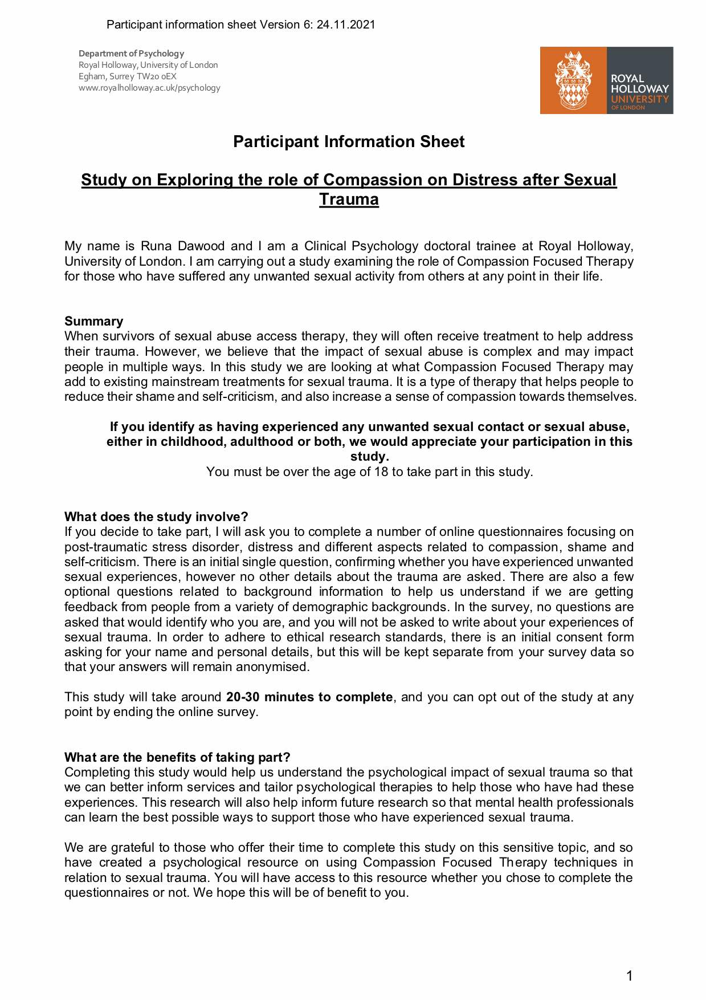 Participant information sheet Version 6: 24.11.2021
Department of Psychology
Royal Holloway, University of London
Egham, Surrey TW20 0EX
www.royalholloway.ac.uk/psychology
ROYAL
HOLLOWAY
UNIVERSITY
OF LONDON
Participant Information Sheet
Study on Exploring the role of Compassion on Distress after Sexual
Trauma
My name is Runa Dawood and I am a Clinical Psychology doctoral trainee at Royal Holloway,
University of London. I am carrying out a study examining the role of Compassion Focused Therapy
for those who have suffered any unwanted sexual activity from others at any point in their life.
Summary
When survivors of sexual abuse access therapy, they will often receive treatment to help address
their trauma. However, we believe that the impact of sexual abuse is complex and may impact
people in multiple ways. In this study we are looking at what Compassion Focused Therapy may
add to existing mainstream treatments for sexual trauma. It is a type of therapy that helps people to
reduce their shame and self-criticism, and also increase a sense of compassion towards themselves.
If you identify as having experienced any unwanted sexual contact or sexual abuse,
either in childhood, adulthood or both, we would appreciate your participation in this
study.
You must be over the age of 18 to take part in this study.
What does the study involve?
If you decide to take part, I will ask you to complete a number of online questionnaires focusing on
post-traumatic stress disorder, distress and different aspects related to compassion, shame and
self-criticism. There is an initial single question, confirming whether you have experienced unwanted
sexual experiences, however no other details about the trauma are asked. There are also a few
optional questions related to background information to help us understand if we are getting
feedback from people from a variety of demographic backgrounds. In the survey, no questions are
asked that would identify who you are, and you will not be asked to write about your experiences of
sexual trauma. In order to adhere to ethical research standards, there is an initial consent form
asking for your name and personal details, but this will be kept separate from your survey data so
that your answers will remain anonymised.
This study will take around 20-30 minutes to complete, and you can opt out of the study at any
point by ending the online survey.
What are the benefits of taking part?
Completing this study would help us understand the psychological impact of sexual trauma so that
we can better inform services and tailor psychological therapies to help those who have had these
experiences. This research will also help inform future research so that mental health professionals
can learn the best possible ways to support those who have experienced sexual trauma.
We are grateful to those who offer their time to complete this study on this sensitive topic, and so
have created a psychological resource on using Compassion Focused Therapy techniques in
relation to sexual trauma. You will have access to this resource whether you chose to complete the
questionnaires or not. We hope this will be of benefit to you.
1